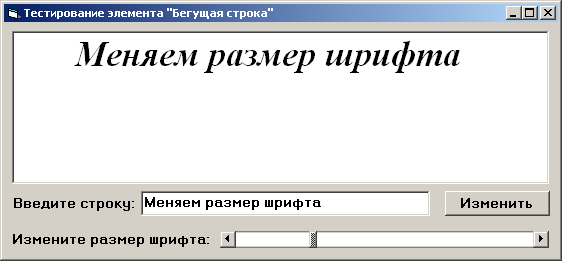 Тестирование элемента "Бегущая строка"
Меняем размер шрифта
Введите строку: Меняем размер шрифта Изменить
Измените размер шрифта: